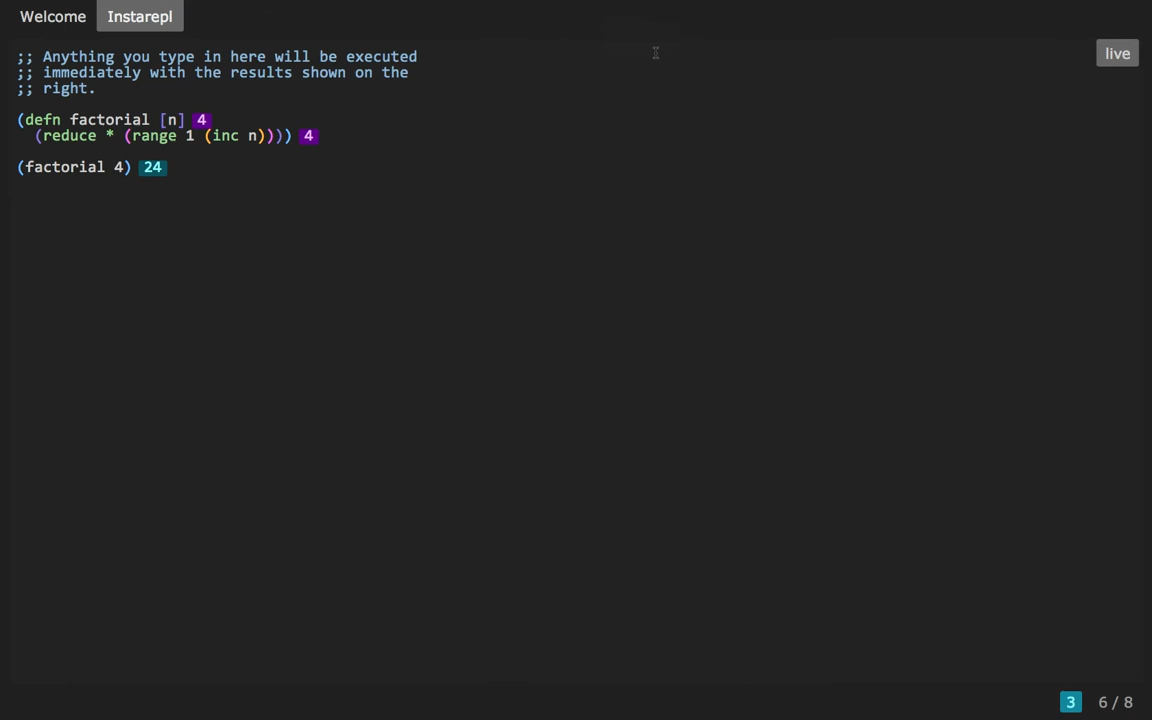 Welcome Instarepl
;; Anything you type in here will be executed
live
;; immediately with the results shown on the
;; right.
(defn factorial [n] 4
(reduce * (range 1 (inc n)))) 4
(factorial 4) 24
3 6 / 8